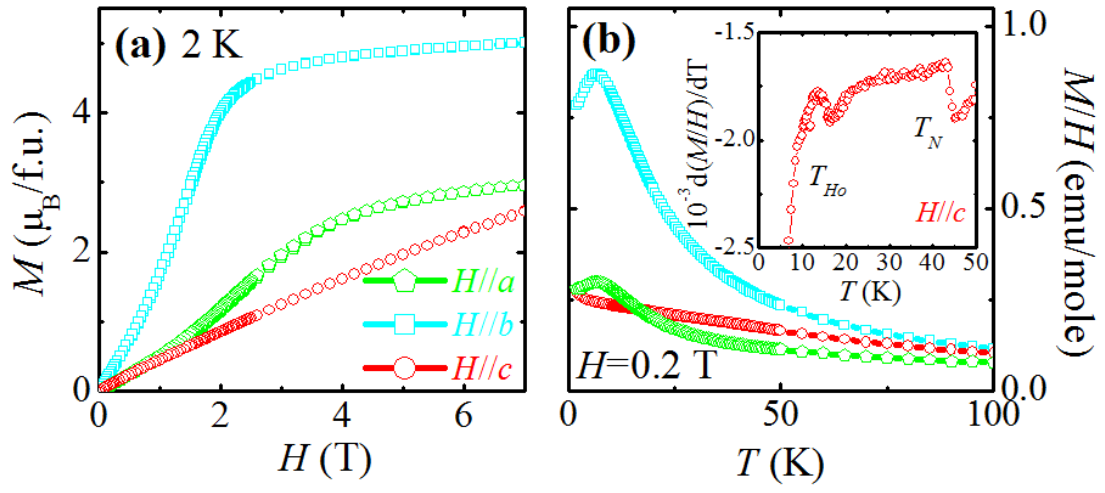 (a) 2 K
4
2
0
M (μB/f.u.)
H//a
H//b
H//c
0 2 4 6
H (T)
(b)
1.0
0.5
0.0
M/H (emu/mole)
H=0.2 T
0 50 100
T (K)
-1.5
-2.0
-2.5
10⁻³d(M/H)/dT
THo
TN
H//c
0 10 20 30 40 50
T (K)